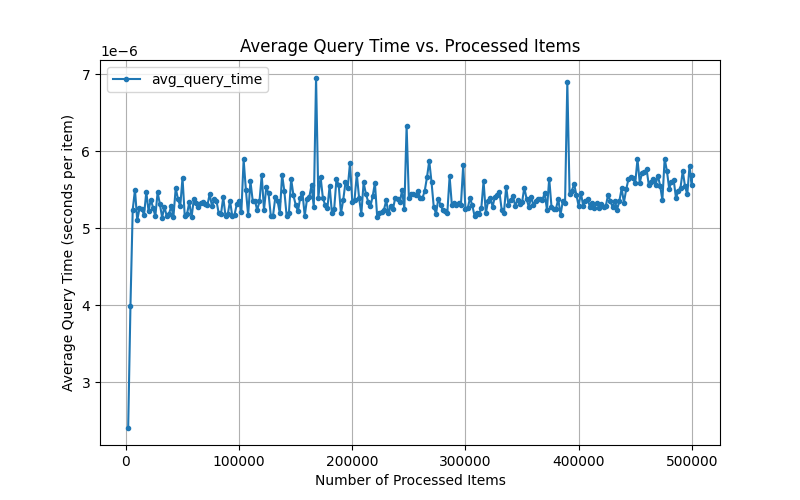 Average Query Time vs. Processed Items
1e−6
avg_query_time
7
6
5
4
3
Average Query Time (seconds per item)
0 100000 200000 300000 400000 500000
Number of Processed Items